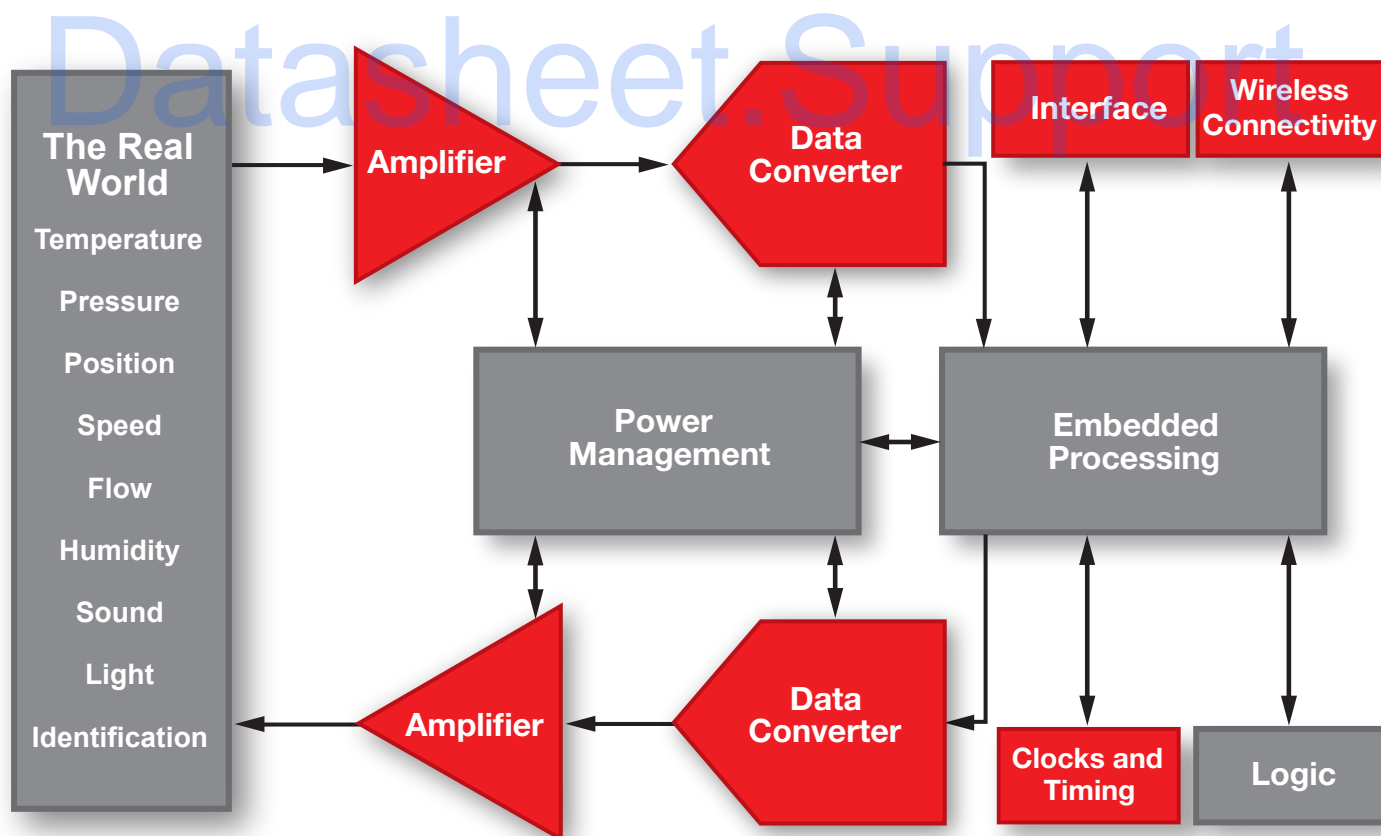 Datasheet.Support
The Real
World
Temperature
Pressure
Position
Speed
Flow
Humidity
Sound
Light
Identification
Amplifier
Data
Converter
Interface
Wireless
Connectivity
Power
Management
Embedded
Processing
Amplifier
Data
Converter
Clocks and
Timing
Logic